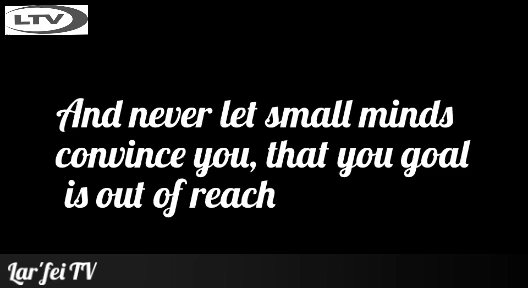 LTV
And never let small minds
convince you, that you goal
is out of reach
Lar'fei TV